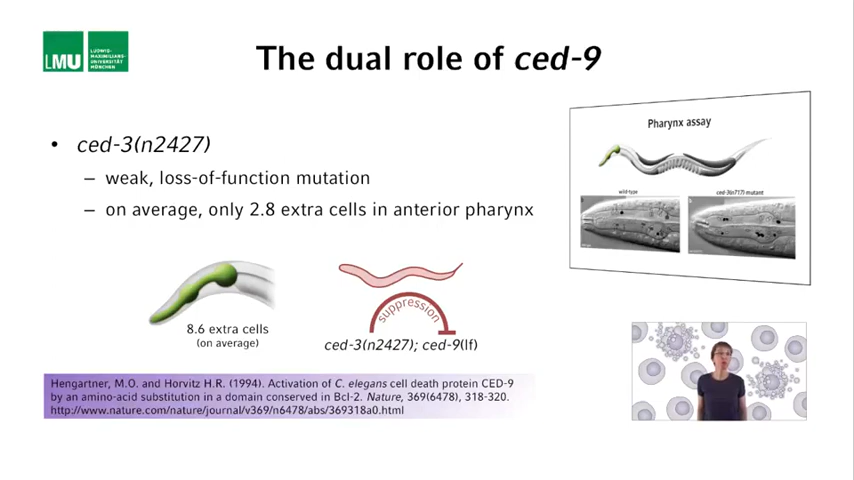 LMU
LUDWIG-
MAXIMILIANS-
UNIVERSITÄT
MÜNCHEN
The dual role of ced-9
• ced-3(n2427)
– weak, loss-of-function mutation
– on average, only 2.8 extra cells in anterior pharynx
Pharynx assay
wild-type
ced-3(n717) mutant
8.6 extra cells
(on average)
suppression
ced-3(n2427); ced-9(lf)
Hengartner, M.O. and Horvitz H.R. (1994). Activation of C. elegans cell death protein CED-9
by an amino-acid substitution in a domain conserved in Bcl-2. Nature, 369(6478), 318-320.
http://www.nature.com/nature/journal/v369/n6478/abs/369318a0.html